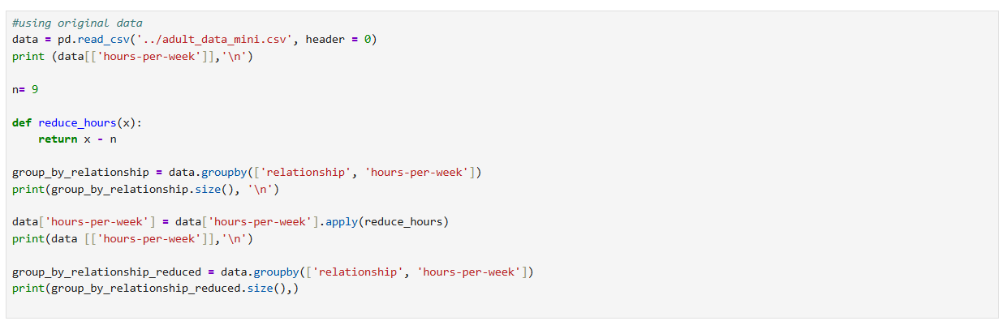 #using original data
data = pd.read_csv('../adult_data_mini.csv', header = 0)
print (data[['hours-per-week']],'\n')
n= 9
def reduce_hours(x):
    return x - n
group_by_relationship = data.groupby(['relationship', 'hours-per-week'])
print(group_by_relationship.size(), '\n')
data['hours-per-week'] = data['hours-per-week'].apply(reduce_hours)
print(data [['hours-per-week']],'\n')
group_by_relationship_reduced = data.groupby(['relationship', 'hours-per-week'])
print(group_by_relationship_reduced.size(),)